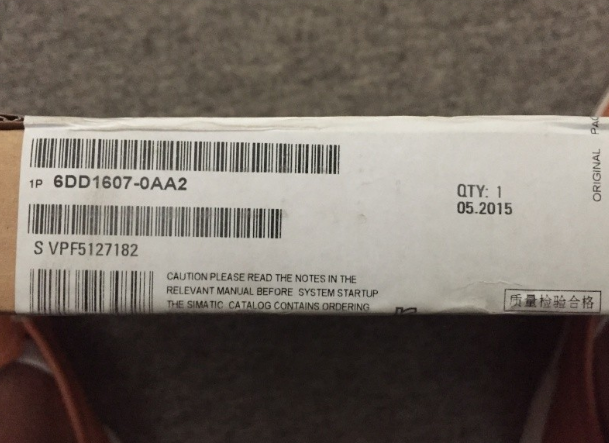 1P 6DD1607-0AA2
QTY: 1
05.2015
S VPF5127182
CAUTION PLEASE READ THE NOTES IN THE
RELEVANT MANUAL BEFORE SYSTEM STARTUP
THE SIMATIC CATALOG CONTAINS ORDERING
质量检验合格
ORIGINAL